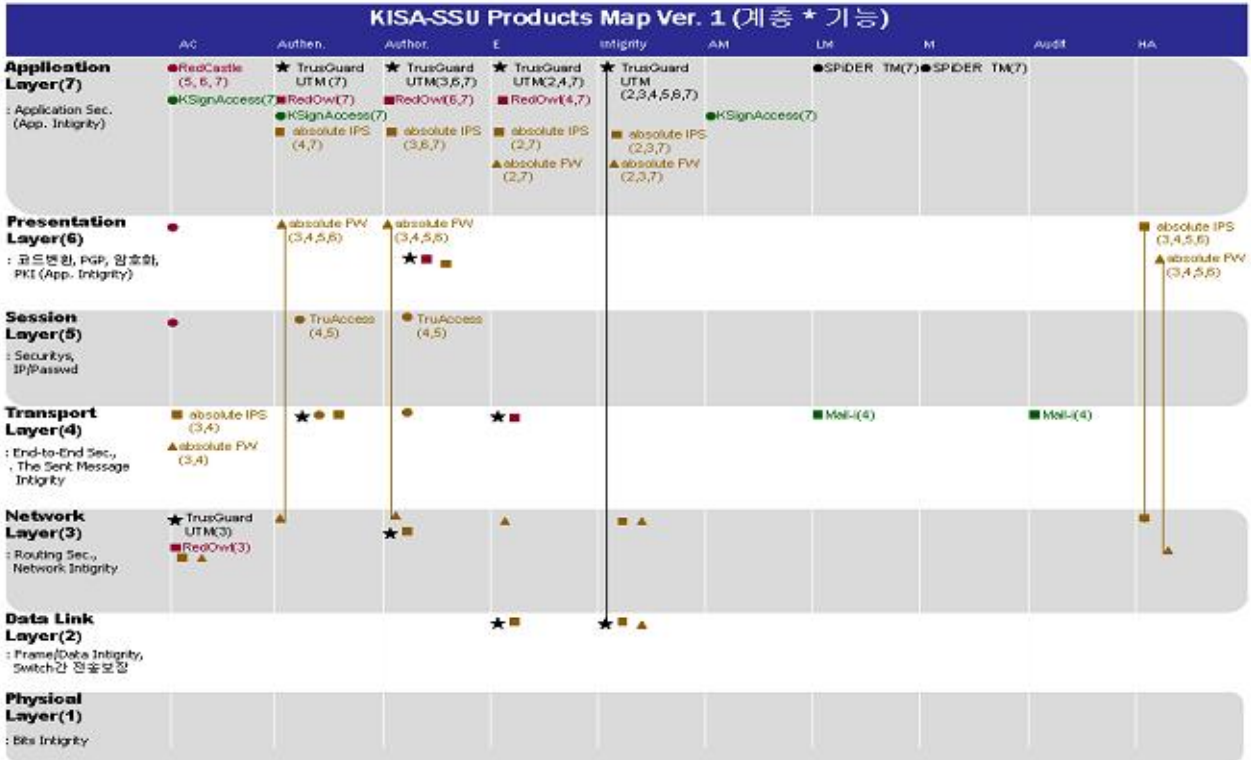 KISA-SSU Products Map Ver. 1 (계층 * 기능)
AC Authen. Author. E Intigrity AM LM M Audit HA
Application
Layer(7)
: Application Sec.
(App. Intigrity)
RedCastle
(5, 6, 7)
KSignAccess(7)
TrusGuard
UTM (7)
RedOwl(7)
KSignAccess(7)
absolute IPS
(4,7)
TrusGuard
UTM(3,6,7)
RedOwl(6,7)
absolute IPS
(3,6,7)
TrusGuard
UTM(2,4,7)
RedOwl(4,7)
absolute IPS
(2,7)
absolute FW
(2,7)
TrusGuard
UTM
(2,3,4,5,6,7)
absolute IPS
(2,3,7)
absolute FW
(2,3,7)
KSignAccess(7)
SPiDER TM(7)
SPiDER TM(7)
Presentation
Layer(6)
: 코드변환, PGP, 암호화,
PKI (App. Intigrity)
absolute FW
(3,4,5,6)
absolute FW
(3,4,5,6)
absolute IPS
(3,4,5,6)
absolute FW
(3,4,5,6)
Session
Layer(5)
: Securitys,
IP/Passwd
TruAccess
(4,5)
TruAccess
(4,5)
Transport
Layer(4)
: End-to-End Sec.,
. The Sent Message
Intigrity
absolute IPS
(3,4)
absolute FW
(3,4)
Mail-i(4)
Mail-i(4)
Network
Layer(3)
: Routing Sec.,
Network Intigrity
TrusGuard
UTM(3)
RedOwl(3)
Data Link
Layer(2)
: Frame/Data Intigrity,
Switch간 전송보장
Physical
Layer(1)
: Bits Intigrity